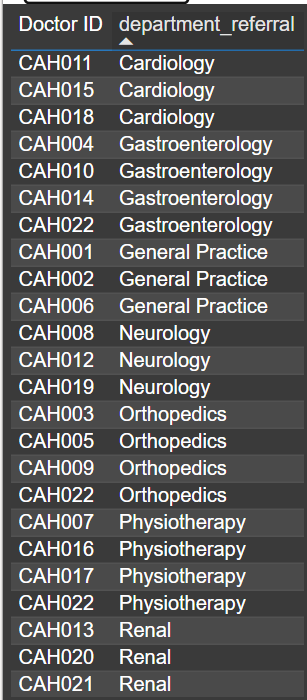 Doctor ID department_referral
CAH011 Cardiology
CAH015 Cardiology
CAH018 Cardiology
CAH004 Gastroenterology
CAH010 Gastroenterology
CAH014 Gastroenterology
CAH022 Gastroenterology
CAH001 General Practice
CAH002 General Practice
CAH006 General Practice
CAH008 Neurology
CAH012 Neurology
CAH019 Neurology
CAH003 Orthopedics
CAH005 Orthopedics
CAH009 Orthopedics
CAH022 Orthopedics
CAH007 Physiotherapy
CAH016 Physiotherapy
CAH017 Physiotherapy
CAH022 Physiotherapy
CAH013 Renal
CAH020 Renal
CAH021 Renal